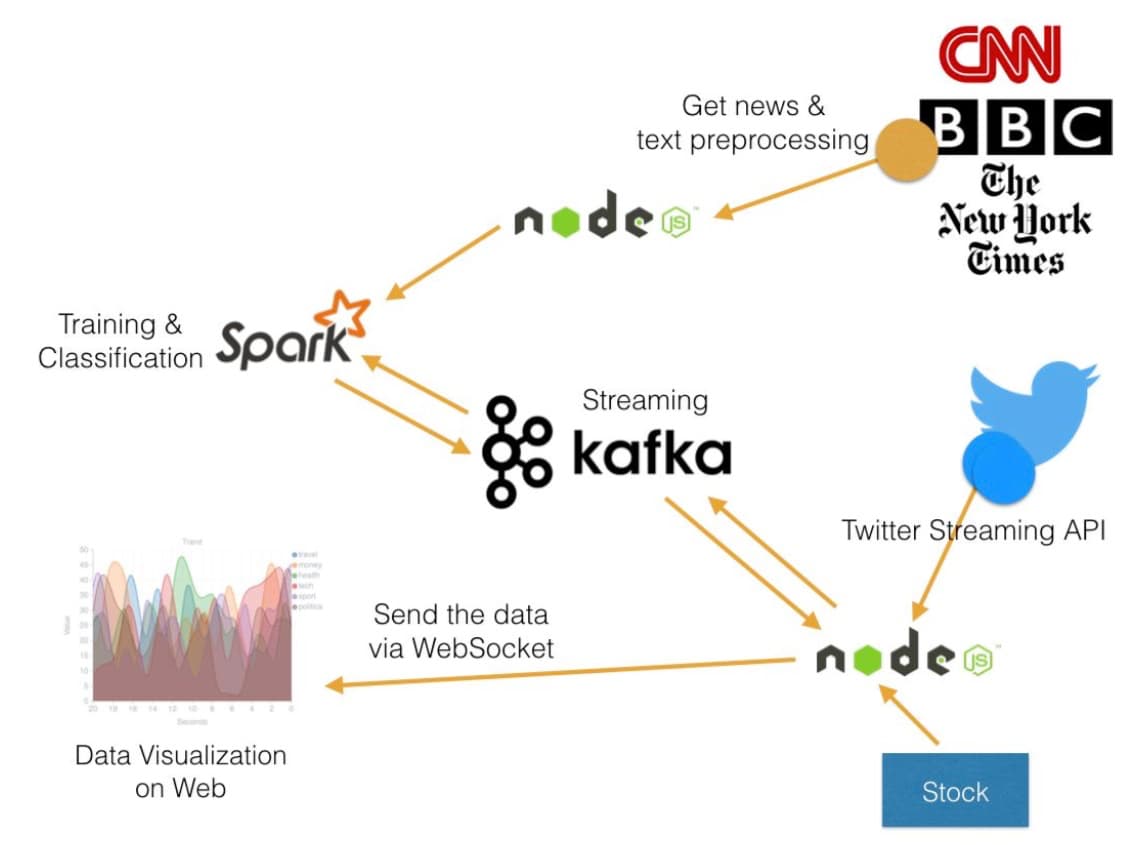 CNN
BBC
The
New York
Times
Get news &
text preprocessing
node JS ™
Spark
Training &
Classification
Streaming
kafka
Twitter Streaming API
Trend
50
45
40
35
30
25
20
15
10
5
0
Value
travel
money
health
tech
sport
politics
20 18 16 14 12 10 8 6 4 2 0
Seconds
Send the data
via WebSocket
node JS ™
Data Visualization
on Web
Stock